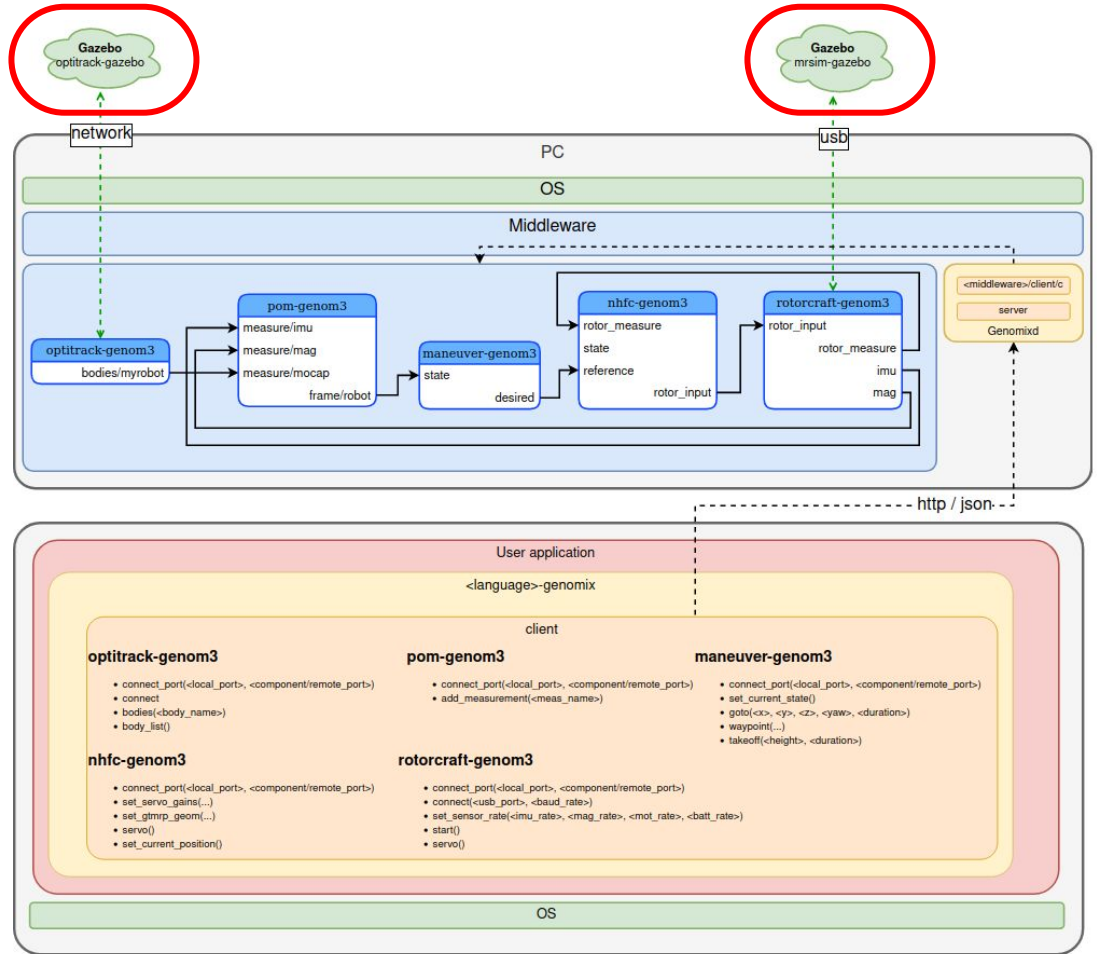 Gazebo
optitrack-gazebo
Gazebo
mrsim-gazebo
network
usb
PC
OS
Middleware
optitrack-genom3
bodies/myrobot
pom-genom3
measure/imu
measure/mag
measure/mocap
frame/robot
maneuver-genom3
state
desired
nhfc-genom3
rotor_measure
state
reference
rotor_input
rotorcraft-genom3
rotor_input
rotor_measure
imu
mag
<middleware>/client/c
server
Genomixd
http / json
User application
<language>-genomix
client
optitrack-genom3
• connect_port(<local_port>, <component/remote_port>)
• connect
• bodies(<body_name>)
• body_list()
pom-genom3
• connect_port(<local_port>, <component/remote_port>)
• add_measurement(<meas_name>)
maneuver-genom3
• connect_port(<local_port>, <component/remote_port>)
• set_current_state()
• goto(<x>, <y>, <z>, <yaw>, <duration>)
• waypoint(...)
• takeoff(<height>, <duration>)
nhfc-genom3
• connect_port(<local_port>, <component/remote_port>)
• set_servo_gains(...)
• set_gtmrp_geom(...)
• servo()
• set_current_position()
rotorcraft-genom3
• connect_port(<local_port>, <component/remote_port>)
• connect(<usb_port>, <baud_rate>)
• set_sensor_rate(<imu_rate>, <mag_rate>, <mot_rate>, <batt_rate>)
• start()
• servo()
OS